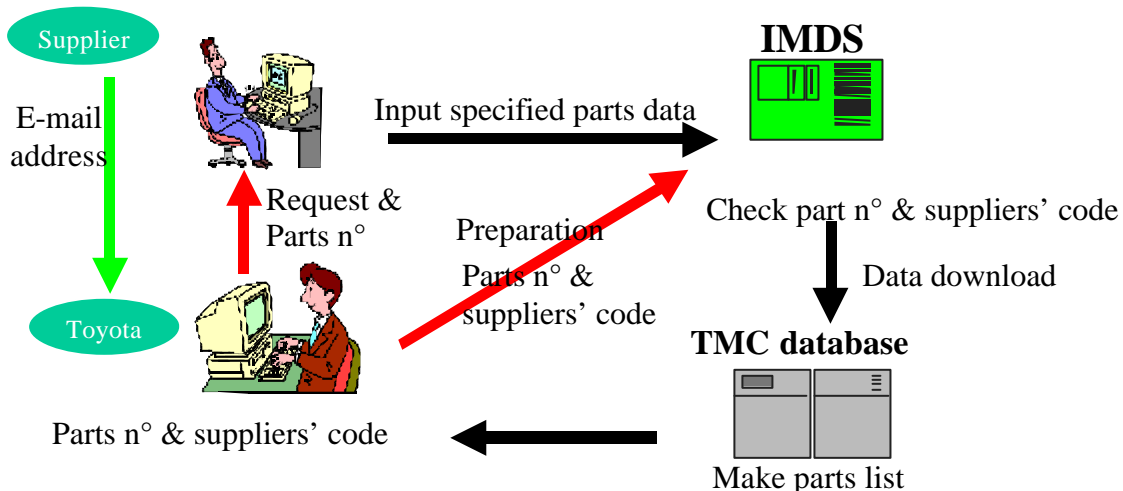 Supplier
IMDS
E-mail
address
Input specified parts data
Request &
Parts n°
Preparation
Parts n° &
suppliers’ code
Check part n° & suppliers’ code
Data download
Toyota
TMC database
Parts n° & suppliers’ code
Make parts list